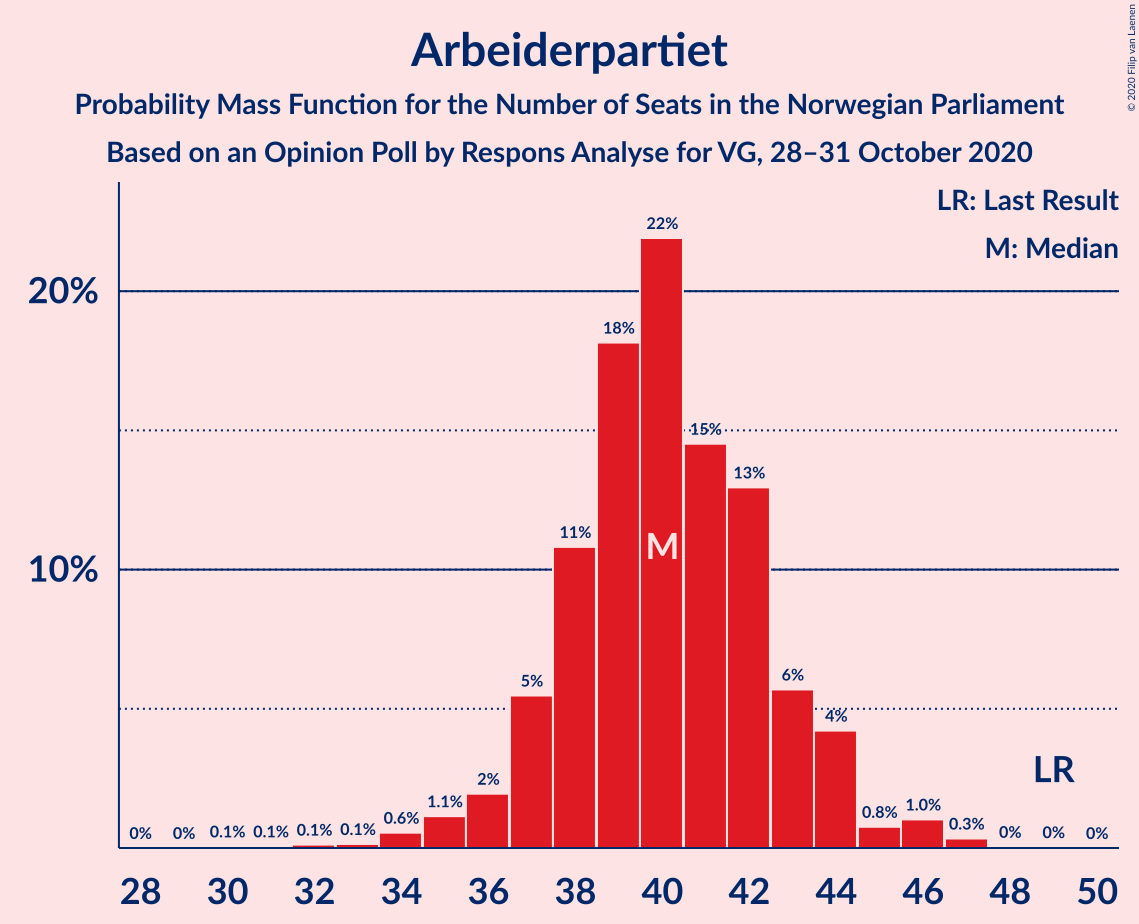 Arbeiderpartiet
Probability Mass Function for the Number of Seats in the Norwegian Parliament
Based on an Opinion Poll by Respons Analyse for VG, 28–31 October 2020
© 2020 Filip van Laenen
LR: Last Result
M: Median
20%
10%
0% 0% 0.1% 0.1% 0.1% 0.1% 0.6% 1.1% 2% 5% 11% 18% 22% 15% 13% 6% 4% 0.8% 1.0% 0.3% 0% 0% 0%
M
LR
28 30 32 34 36 38 40 42 44 46 48 50